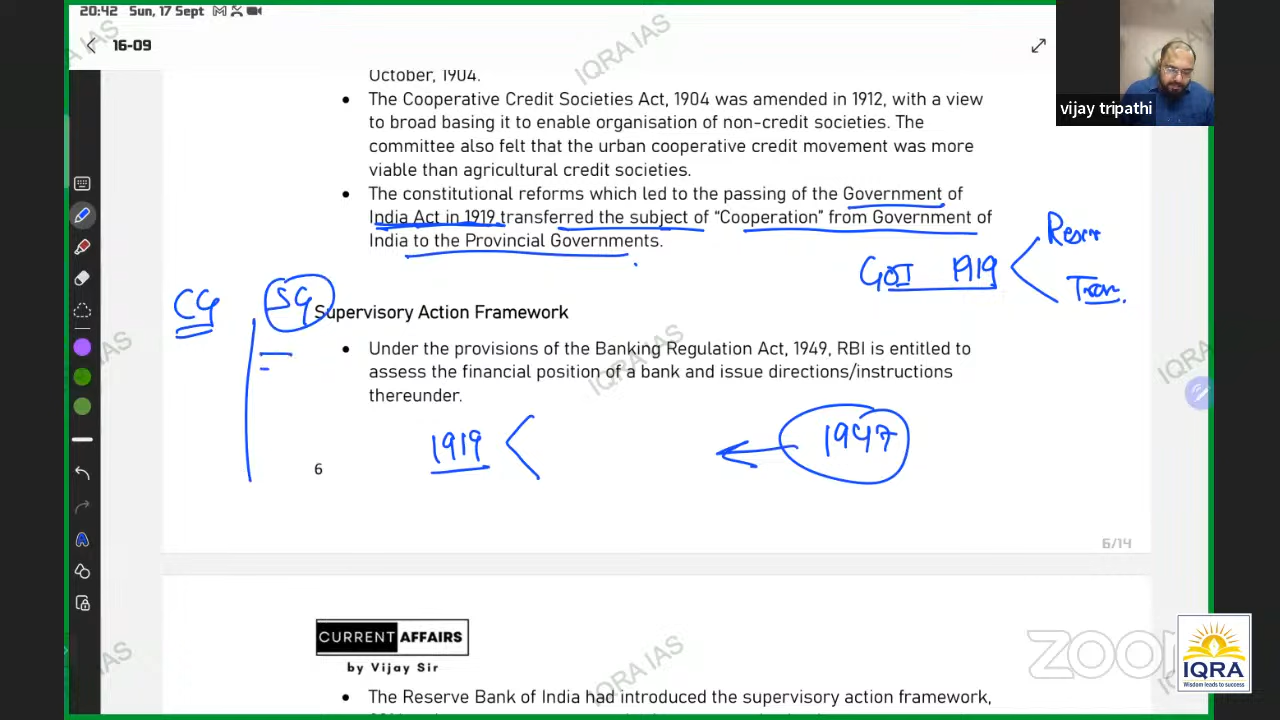 20:42 Sun, 17 Sept
16-09
IQRA IAS
vijay tripathi
October, 1904.
• The Cooperative Credit Societies Act, 1904 was amended in 1912, with a view
to broad basing it to enable organisation of non-credit societies. The
committee also felt that the urban cooperative credit movement was more
viable than agricultural credit societies.
• The constitutional reforms which led to the passing of the Government of
India Act in 1919 transferred the subject of “Cooperation” from Government of
India to the Provincial Governments.
GOI 1919
Tran.
CG SG
Supervisory Action Framework
• Under the provisions of the Banking Regulation Act, 1949, RBI is entitled to
assess the financial position of a bank and issue directions/instructions
thereunder.
1919
1947
6
6/14
CURRENT AFFAIRS
by Vijay Sir
zoo
IQRA
Wisdom leads to success
• The Reserve Bank of India had introduced the supervisory action framework,